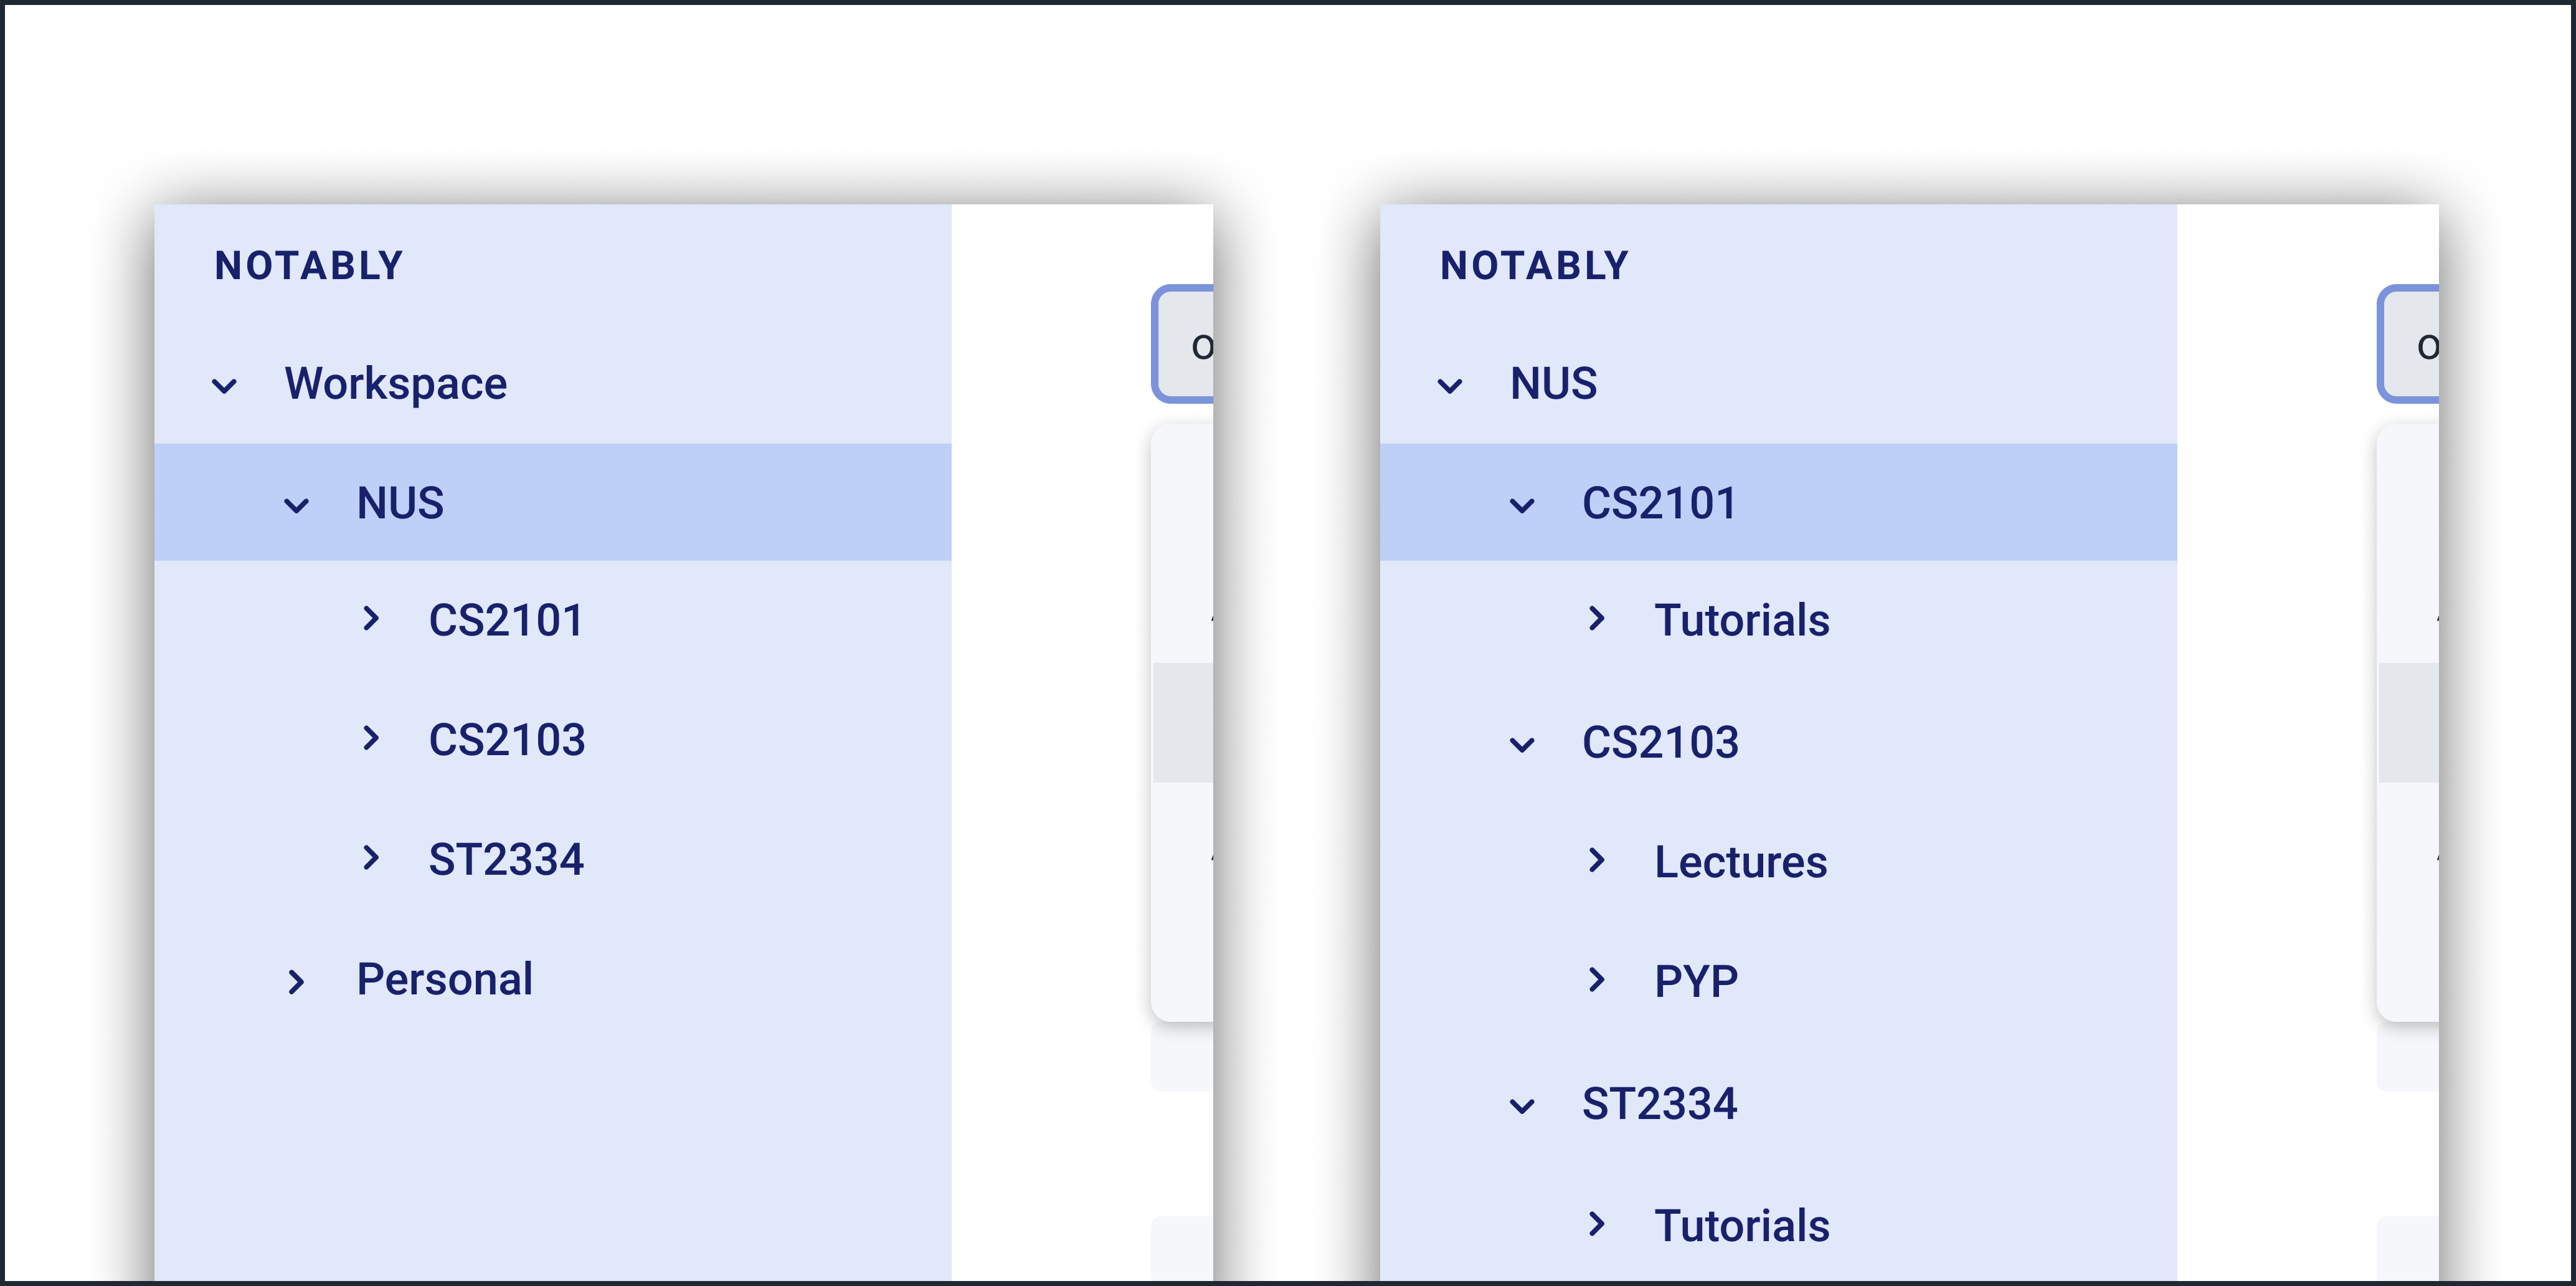 NOTABLY
Workspace
NUS
CS2101
CS2103
ST2334
Personal
NOTABLY
NUS
CS2101
Tutorials
CS2103
Lectures
PYP
ST2334
Tutorials